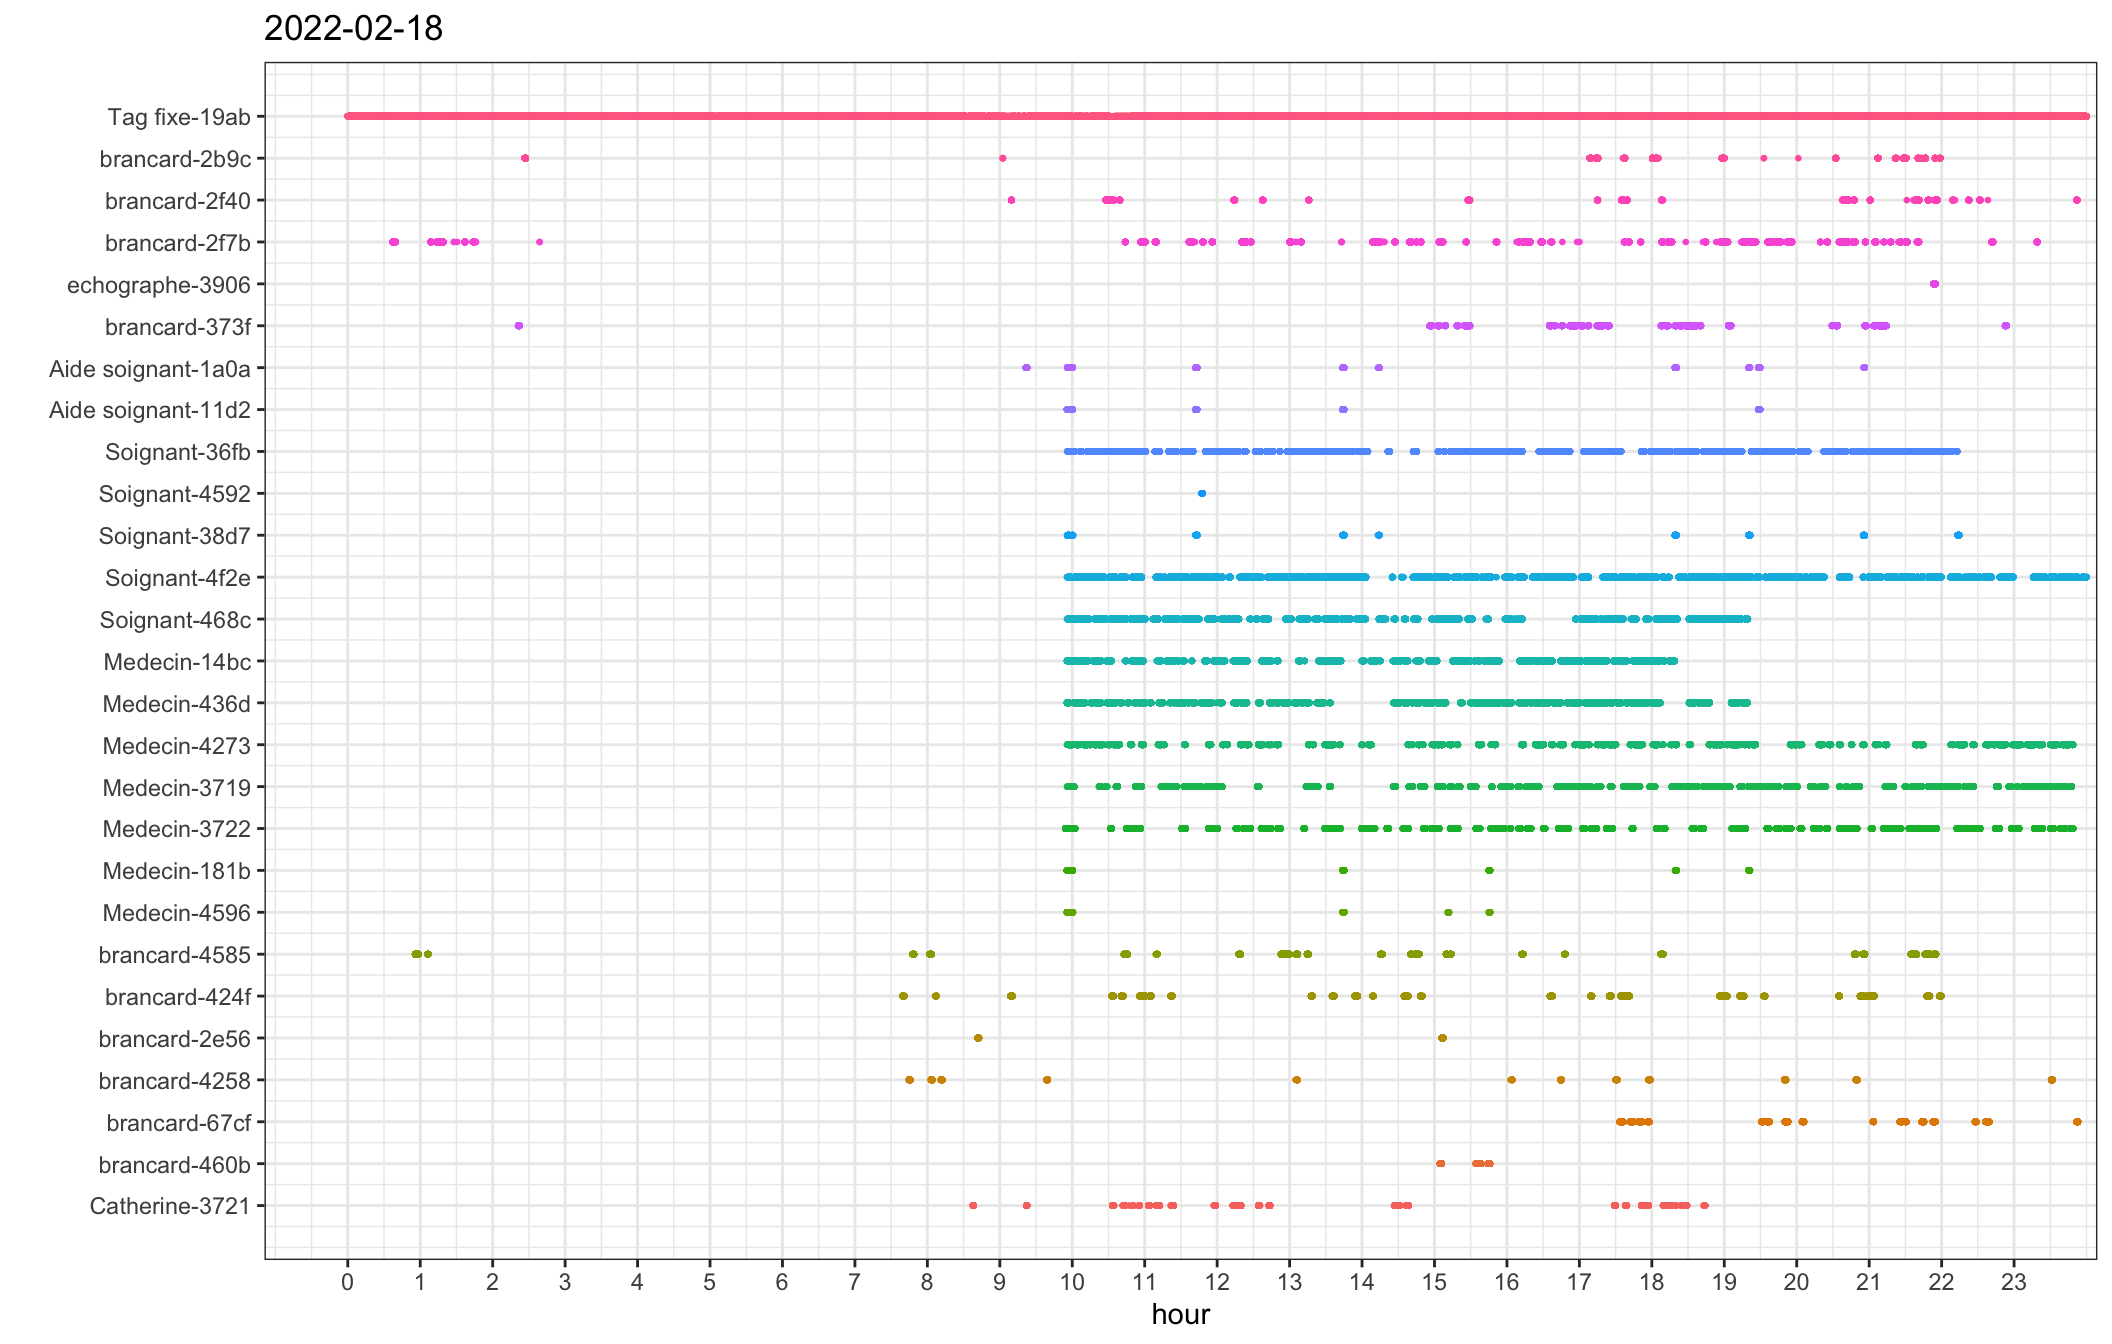 2022-02-18
Tag fixe-19ab
brancard-2b9c
brancard-2f40
brancard-2f7b
echographe-3906
brancard-373f
Aide soignant-1a0a
Aide soignant-11d2
Soignant-36fb
Soignant-4592
Soignant-38d7
Soignant-4f2e
Soignant-468c
Medecin-14bc
Medecin-436d
Medecin-4273
Medecin-3719
Medecin-3722
Medecin-181b
Medecin-4596
brancard-4585
brancard-424f
brancard-2e56
brancard-4258
brancard-67cf
brancard-460b
Catherine-3721
0 1 2 3 4 5 6 7 8 9 10 11 12 13 14 15 16 17 18 19 20 21 22 23
hour